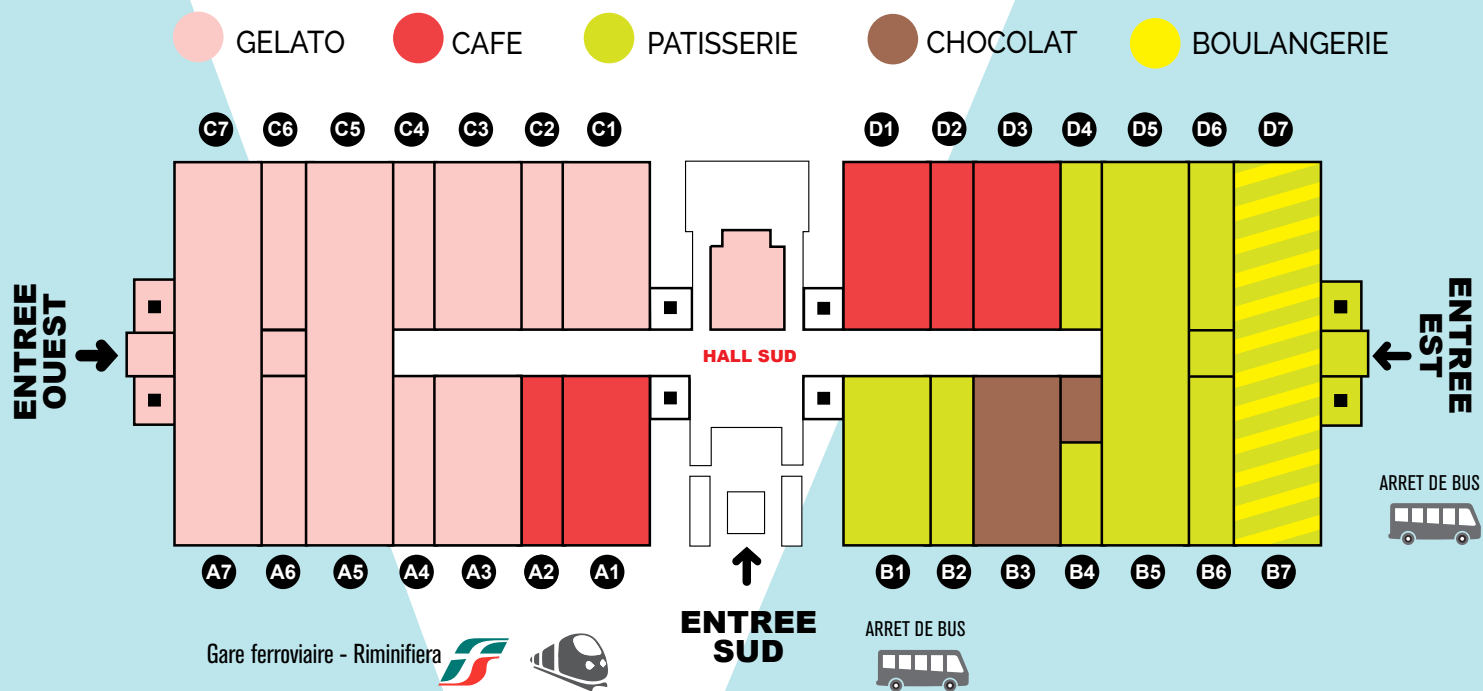 GELATO
CAFE
PATISSERIE
CHOCOLAT
BOULANGERIE
C7
C6
C5
C4
C3
C2
C1
D1
D2
D3
D4
D5
D6
D7
ENTREE
OUEST
HALL SUD
ENTREE
EST
A7
A6
A5
A4
A3
A2
A1
B1
B2
B3
B4
B5
B6
B7
ARRET DE BUS
ENTREE
SUD
ARRET DE BUS
Gare ferroviaire - Riminifiera